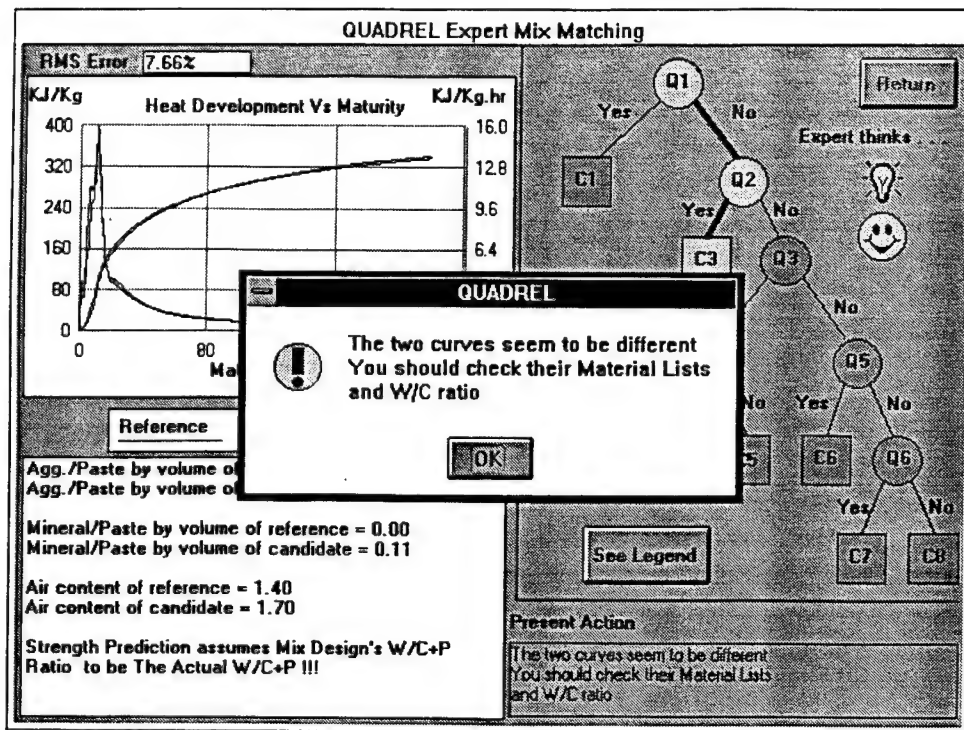 QUADREL Expert Mix Matching
RMS Error 7.66%
KJ/Kg
Heat Development Vs Maturity
KJ/Kg.hr
400
320
240
160
80
0
16.0
12.8
9.6
6.4
0
80
Ma
Reference
Agg./Paste by volume of
Agg./Paste by volume of
Mineral/Paste by volume of reference = 0.00
Mineral/Paste by volume of candidate = 0.11
Air content of reference = 1.40
Air content of candidate = 1.70
Strength Prediction assumes Mix Design's W/C+P
Ratio to be The Actual W/C+P !!!
QUADREL
The two curves seem to be different
You should check their Material Lists
and W/C ratio
OK
Q1
Yes
No
C1
Q2
Yes
No
C3
Q3
No
Q5
No
Yes
No
C5
C6
Q6
Yes
No
C7
C8
Return
Expert thinks . . .
See Legend
Present Action
The two curves seem to be different
You should check their Material Lists
and W/C ratio